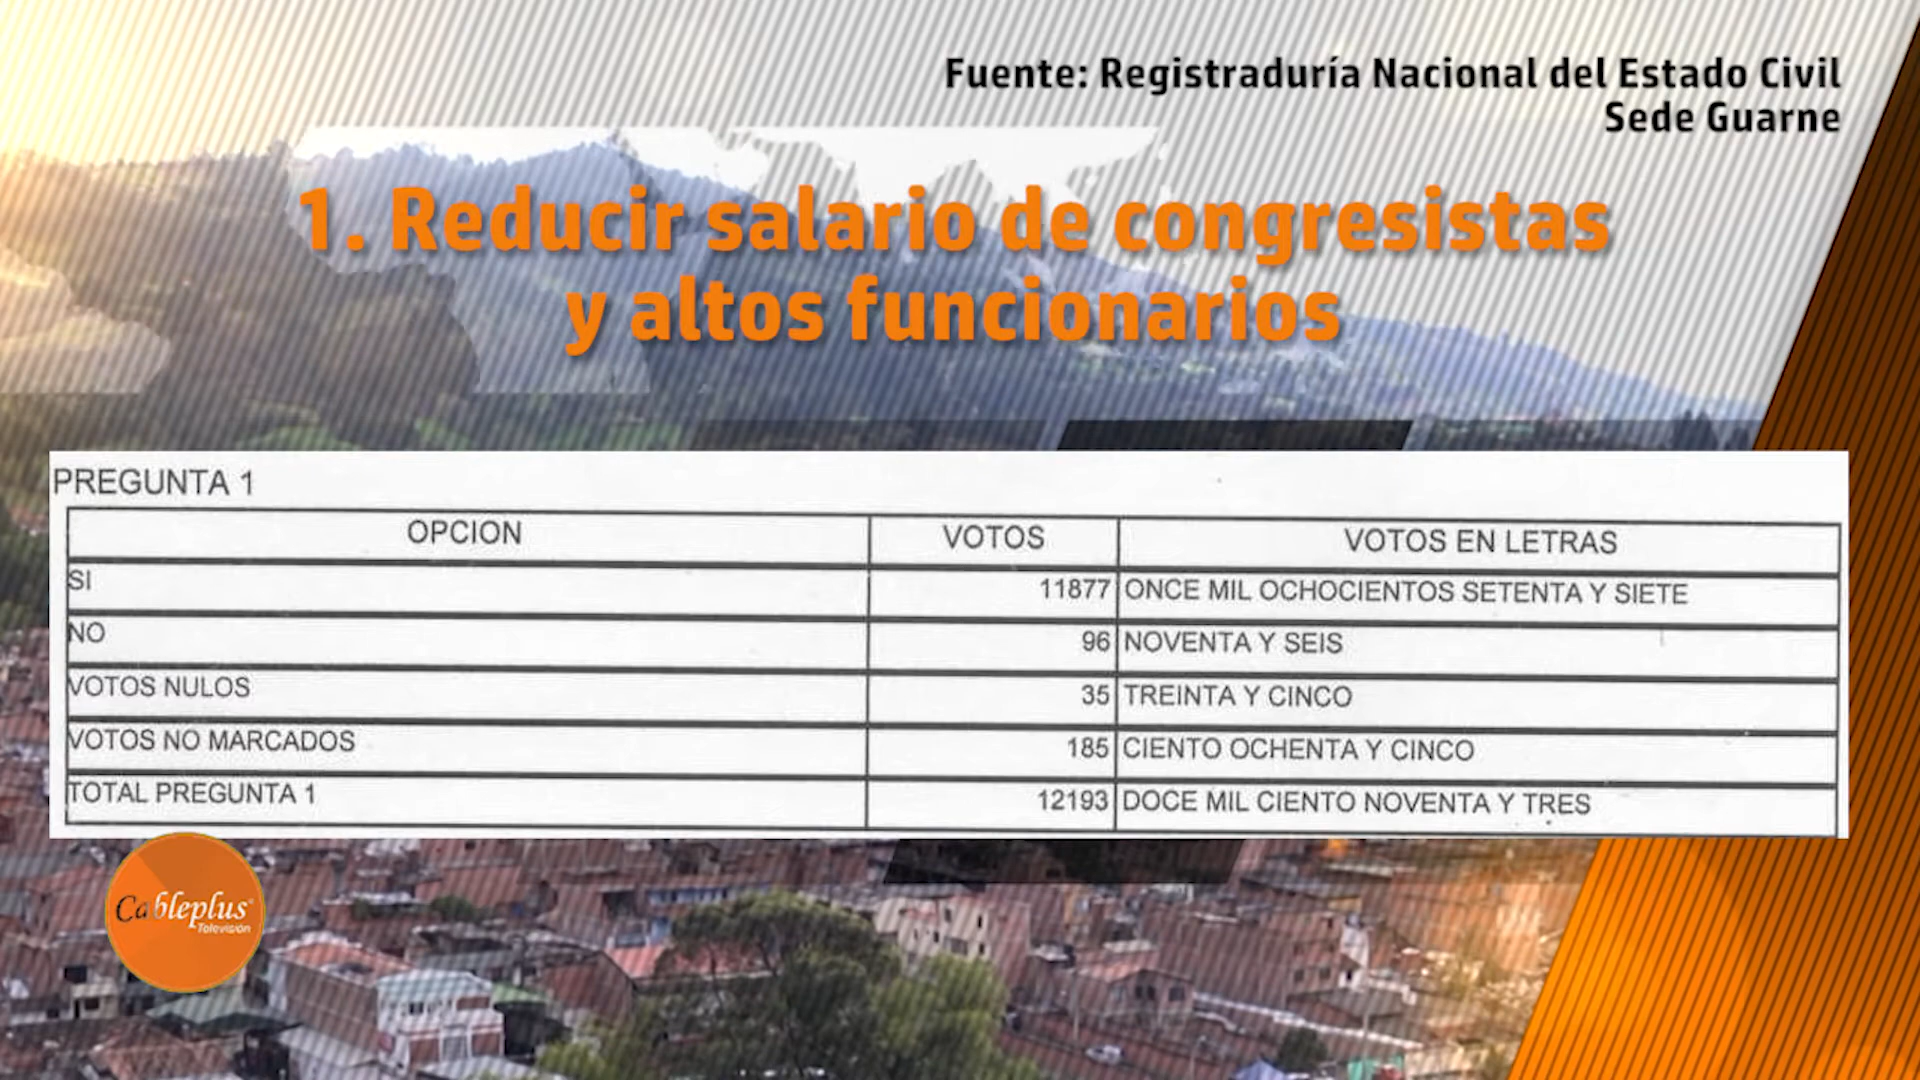 Fuente: Registraduría Nacional del Estado Civil
Sede Guarne
1. Reducir salario de congresistas
y altos funcionarios
PREGUNTA 1
OPCION VOTOS VOTOS EN LETRAS
SI 11877 ONCE MIL OCHOCIENTOS SETENTA Y SIETE
NO 96 NOVENTA Y SEIS
VOTOS NULOS 35 TREINTA Y CINCO
VOTOS NO MARCADOS 185 CIENTO OCHENTA Y CINCO
TOTAL PREGUNTA 1 12193 DOCE MIL CIENTO NOVENTA Y TRES
Cableplus
Televisión